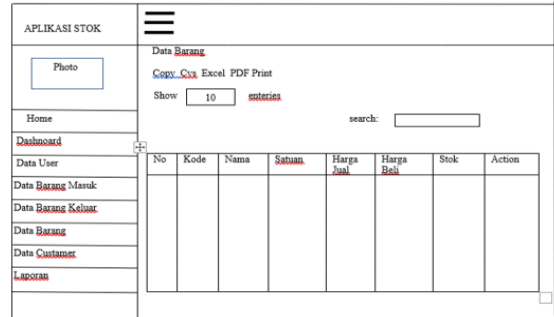 APLIKASI STOK
Photo
Home
Dashnoard
Data User
Data Barang Masuk
Data Barang Keluar
Data Barang
Data Custamer
Laporan
Data Barang
Copy Cvs Excel PDF Print
Show 10 enteries
search:
No Kode Nama Satuan Harga Jual Harga Beli Stok Action